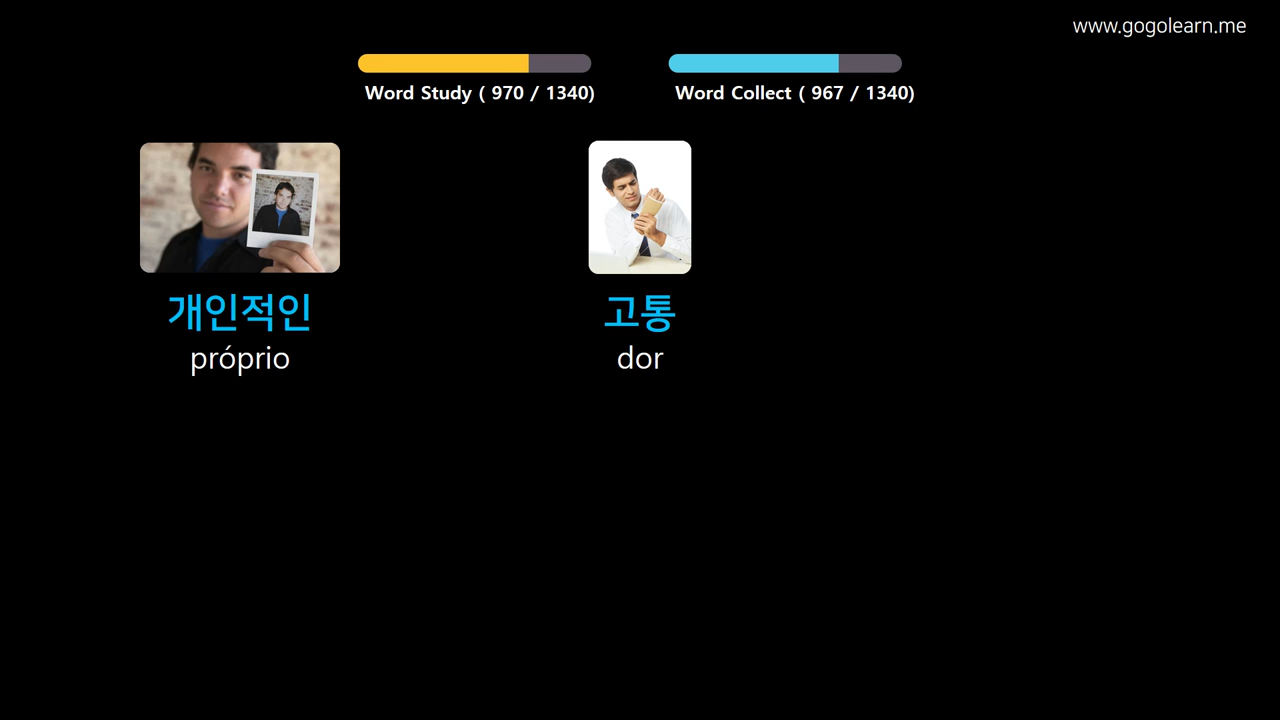 www.gogolearn.me
Word Study ( 970 / 1340)
Word Collect ( 967 / 1340)
개인적인
próprio
고통
dor